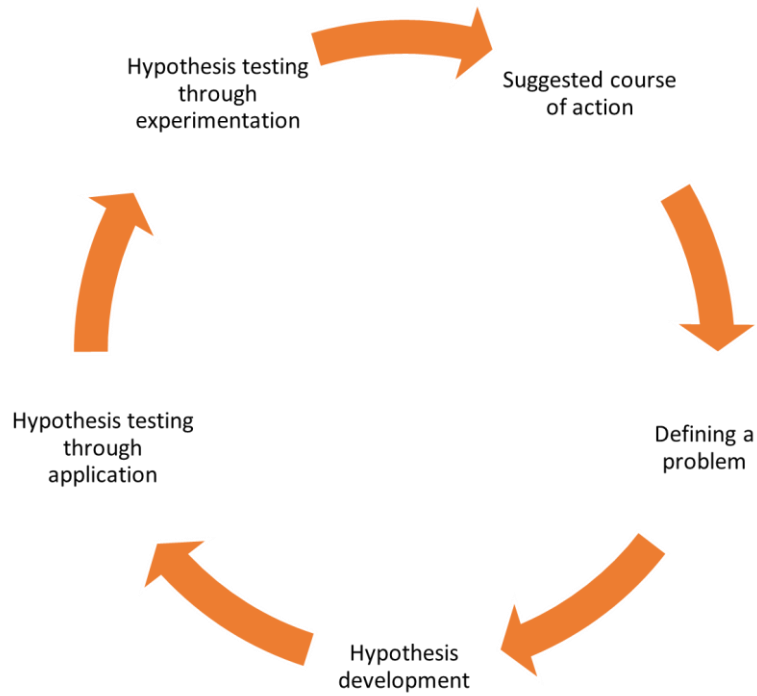 Hypothesis testing
through
experimentation
Suggested course
of action
Defining a
problem
Hypothesis
development
Hypothesis testing
through
application